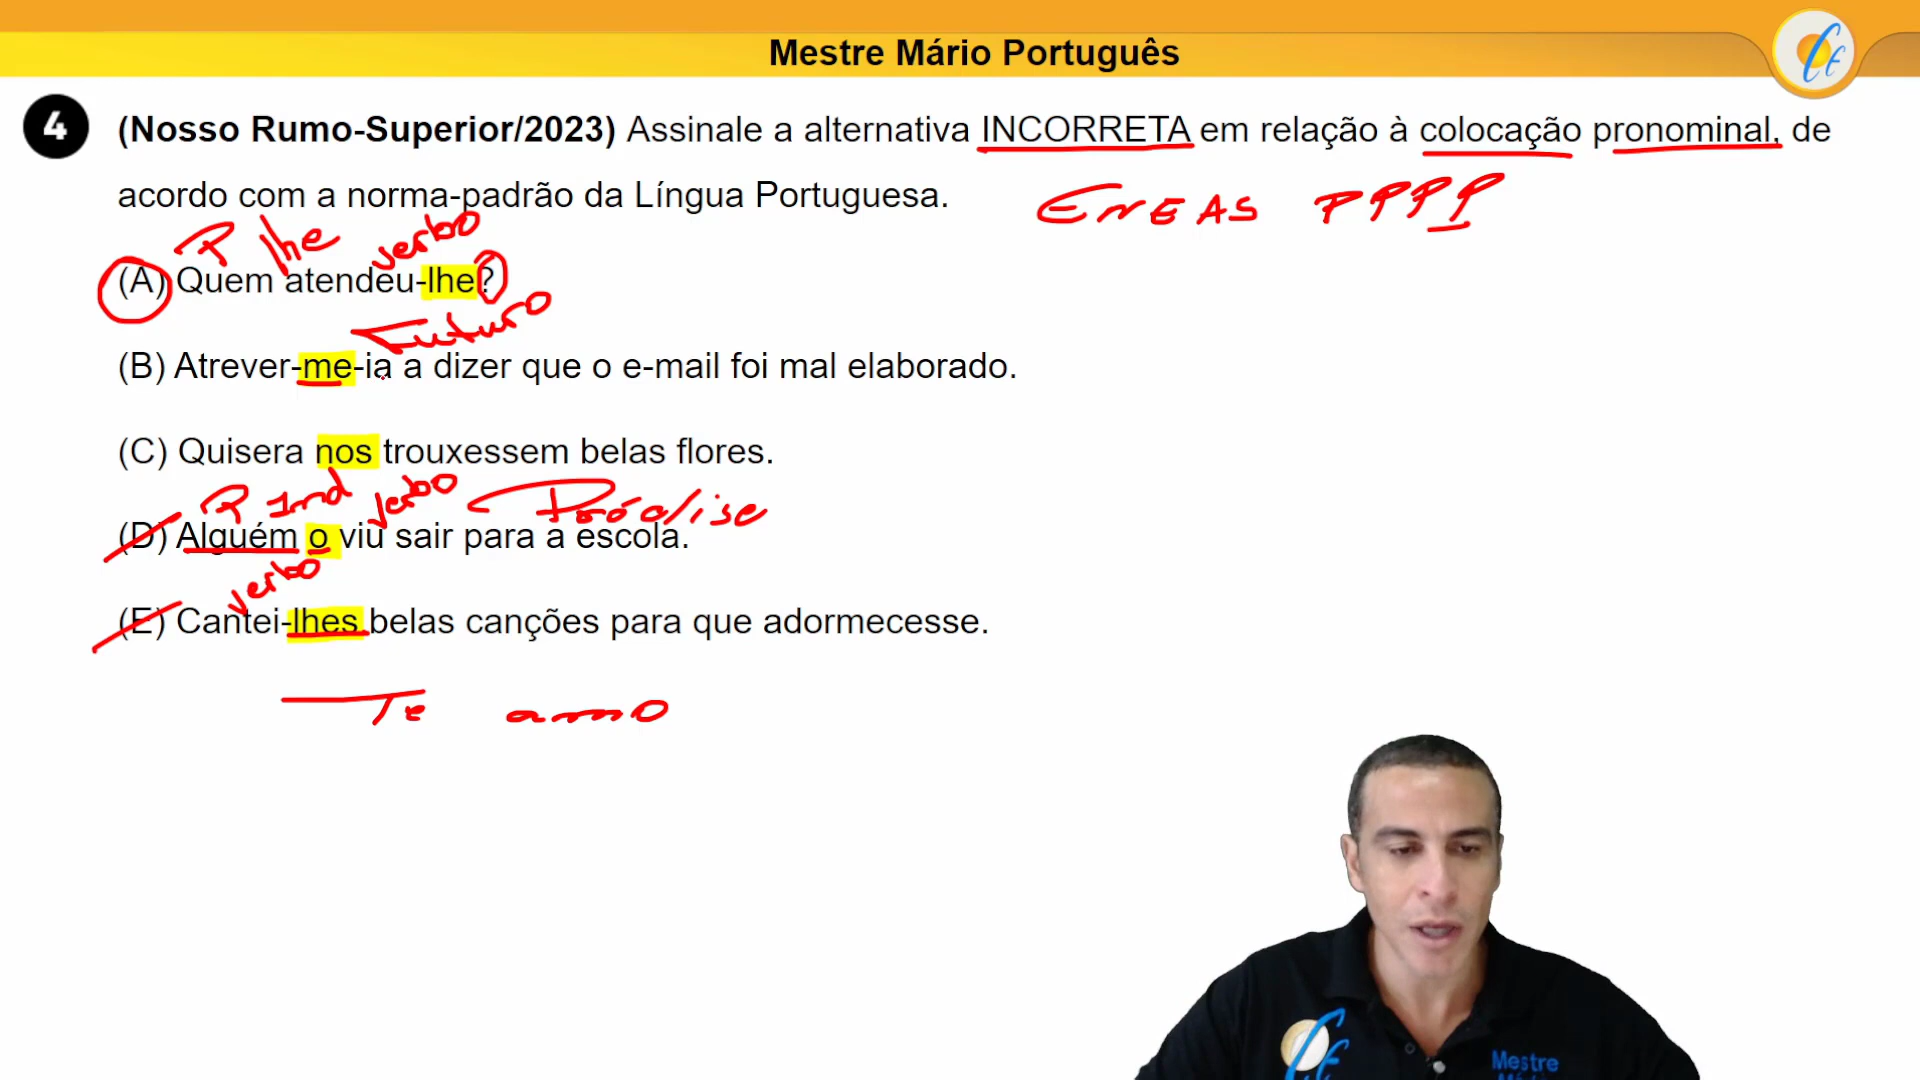 Mestre Mário Português
4 (Nosso Rumo-Superior/2023) Assinale a alternativa INCORRETA em relação à colocação pronominal, de
acordo com a norma-padrão da Língua Portuguesa.
ENEAS PPPP
P lhe verbo
(A) Quem atendeu-lhe?
Futuro
(B) Atrever-me-ia a dizer que o e-mail foi mal elaborado.
(C) Quisera nos trouxessem belas flores.
P Ind verbo Próclise
(D) Alguém o viu sair para a escola.
verbo
(E) Cantei-lhes belas canções para que adormecesse.
Te amo
Mestre